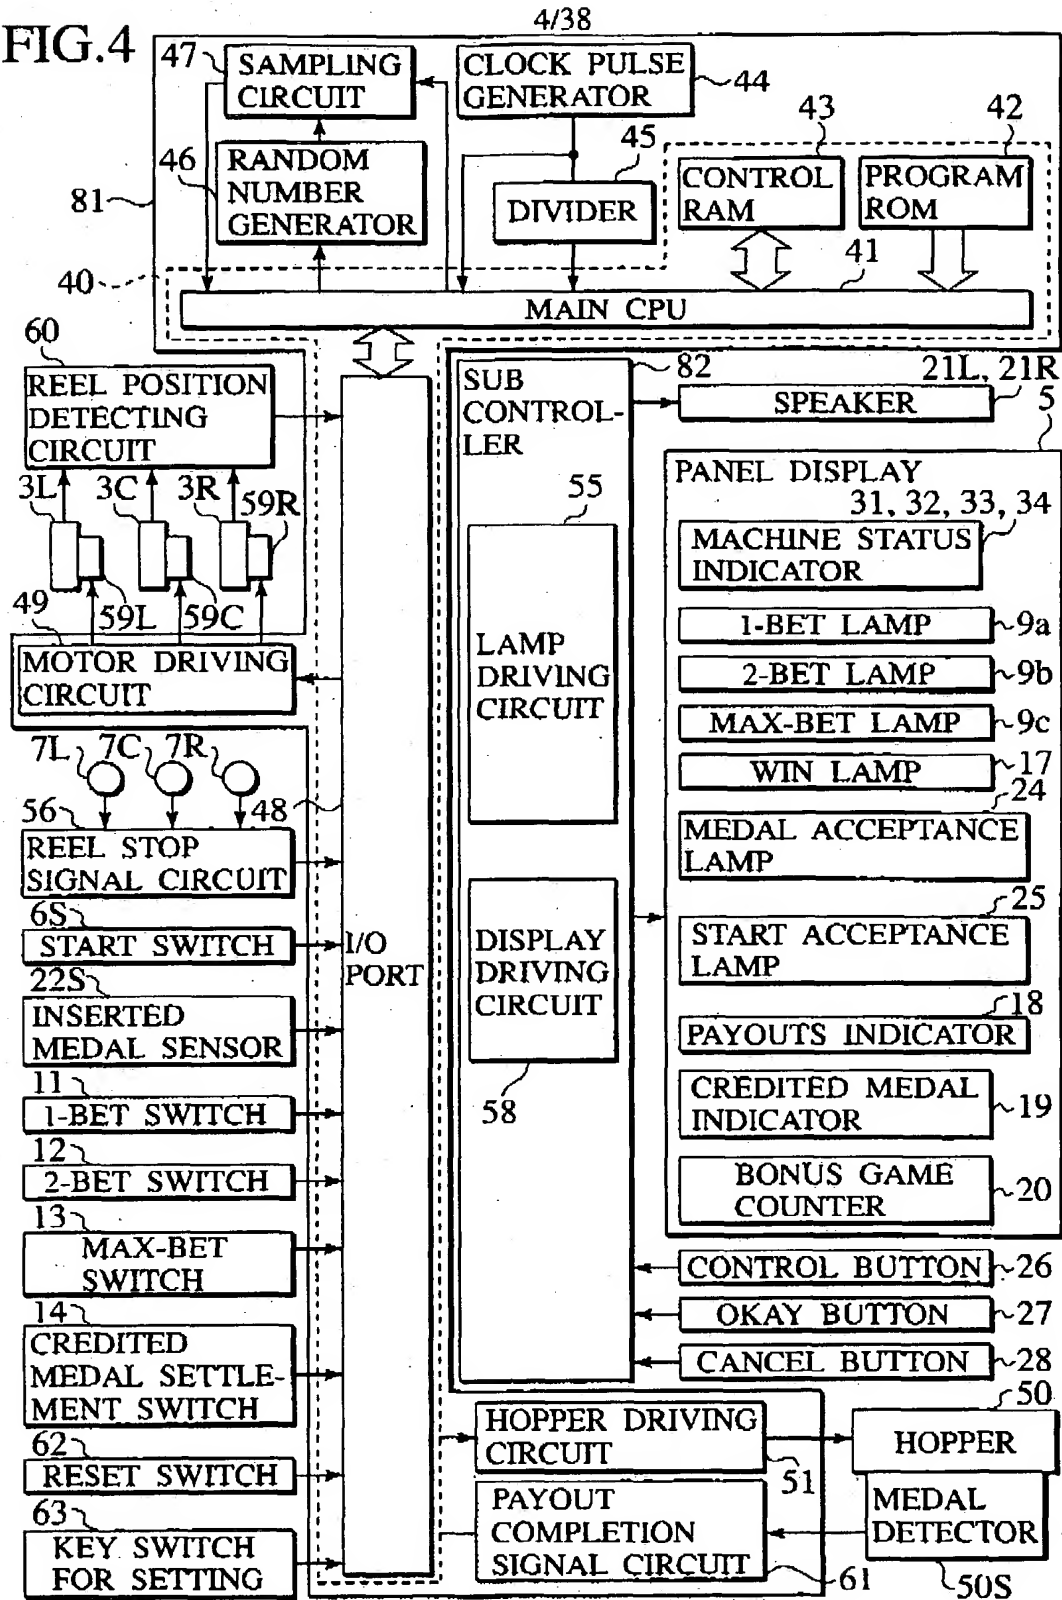 4/38
FIG.4
47
SAMPLING
CIRCUIT
CLOCK PULSE
GENERATOR
44
43
42
45
46
RANDOM
NUMBER
GENERATOR
DIVIDER
CONTROL
RAM
PROGRAM
ROM
81
40
41
MAIN CPU
60
REEL POSITION
DETECTING
CIRCUIT
3L
3C
3R
59R
59L
59C
49
MOTOR DRIVING
CIRCUIT
7L
7C
7R
56
48
REEL STOP
SIGNAL CIRCUIT
6S
START SWITCH
22S
INSERTED
MEDAL SENSOR
11
1-BET SWITCH
12
2-BET SWITCH
13
MAX-BET
SWITCH
14
CREDITED
MEDAL SETTLE-
MENT SWITCH
62
RESET SWITCH
63
KEY SWITCH
FOR SETTING
I/O
PORT
SUB
CONTROL-
LER
82
55
LAMP
DRIVING
CIRCUIT
DISPLAY
DRIVING
CIRCUIT
58
21L, 21R
SPEAKER
5
PANEL DISPLAY
31, 32, 33, 34
MACHINE STATUS
INDICATOR
1-BET LAMP
9a
2-BET LAMP
9b
MAX-BET LAMP
9c
WIN LAMP
17
24
MEDAL ACCEPTANCE
LAMP
25
START ACCEPTANCE
LAMP
18
PAYOUTS INDICATOR
CREDITED MEDAL
INDICATOR
19
BONUS GAME
COUNTER
20
CONTROL BUTTON
26
OKAY BUTTON
27
CANCEL BUTTON
28
HOPPER DRIVING
CIRCUIT
51
50
HOPPER
PAYOUT
COMPLETION
SIGNAL CIRCUIT
61
MEDAL
DETECTOR
50S